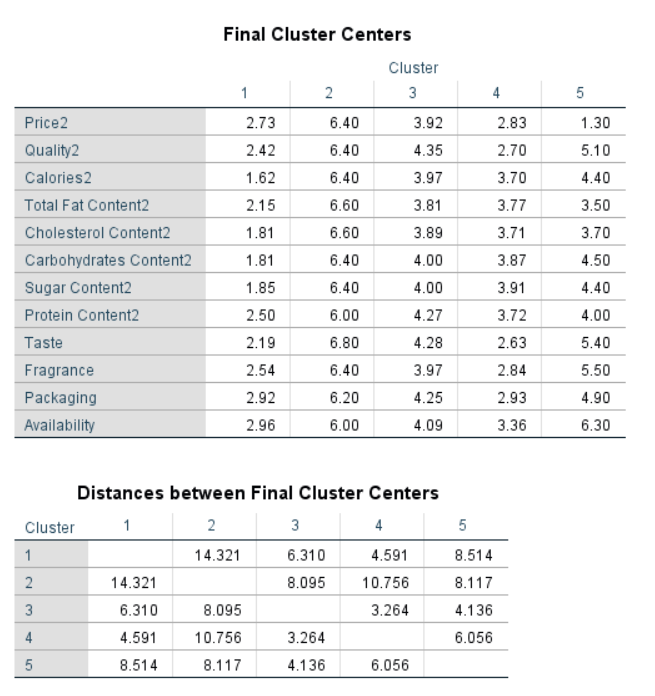 Final Cluster Centers
Cluster
1 2 3 4 5
Price2 2.73 6.40 3.92 2.83 1.30
Quality2 2.42 6.40 4.35 2.70 5.10
Calories2 1.62 6.40 3.97 3.70 4.40
Total Fat Content2 2.15 6.60 3.81 3.77 3.50
Cholesterol Content2 1.81 6.60 3.89 3.71 3.70
Carbohydrates Content2 1.81 6.40 4.00 3.87 4.50
Sugar Content2 1.85 6.40 4.00 3.91 4.40
Protein Content2 2.50 6.00 4.27 3.72 4.00
Taste 2.19 6.80 4.28 2.63 5.40
Fragrance 2.54 6.40 3.97 2.84 5.50
Packaging 2.92 6.20 4.25 2.93 4.90
Availability 2.96 6.00 4.09 3.36 6.30
Distances between Final Cluster Centers
Cluster 1 2 3 4 5
1 14.321 6.310 4.591 8.514
2 14.321 8.095 10.756 8.117
3 6.310 8.095 3.264 4.136
4 4.591 10.756 3.264 6.056
5 8.514 8.117 4.136 6.056